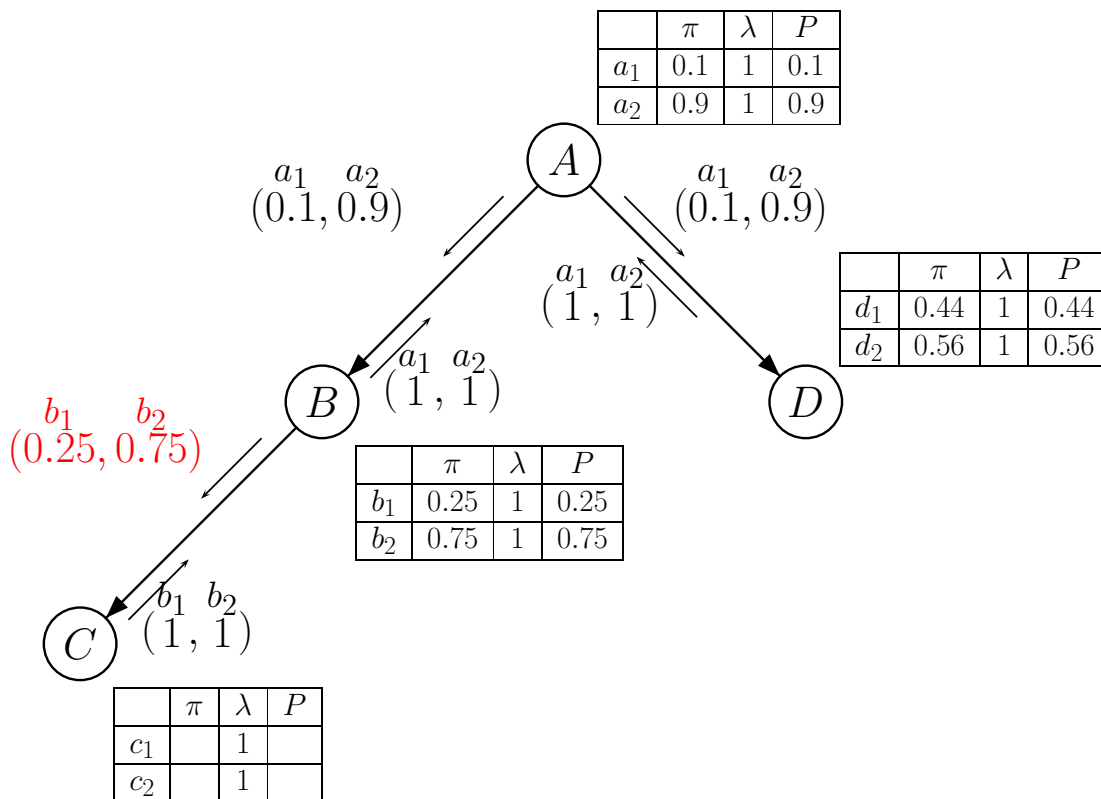 π λ P
a₁ 0.1 1 0.1
a₂ 0.9 1 0.9
A
a₁ a₂
(0.1, 0.9)
a₁ a₂
(0.1, 0.9)
a₁ a₂
(1, 1)
π λ P
d₁ 0.44 1 0.44
d₂ 0.56 1 0.56
a₁ a₂
(1, 1)
B
D
b₁ b₂
(0.25, 0.75)
π λ P
b₁ 0.25 1 0.25
b₂ 0.75 1 0.75
b₁ b₂
(1, 1)
C
π λ P
c₁ 1
c₂ 1